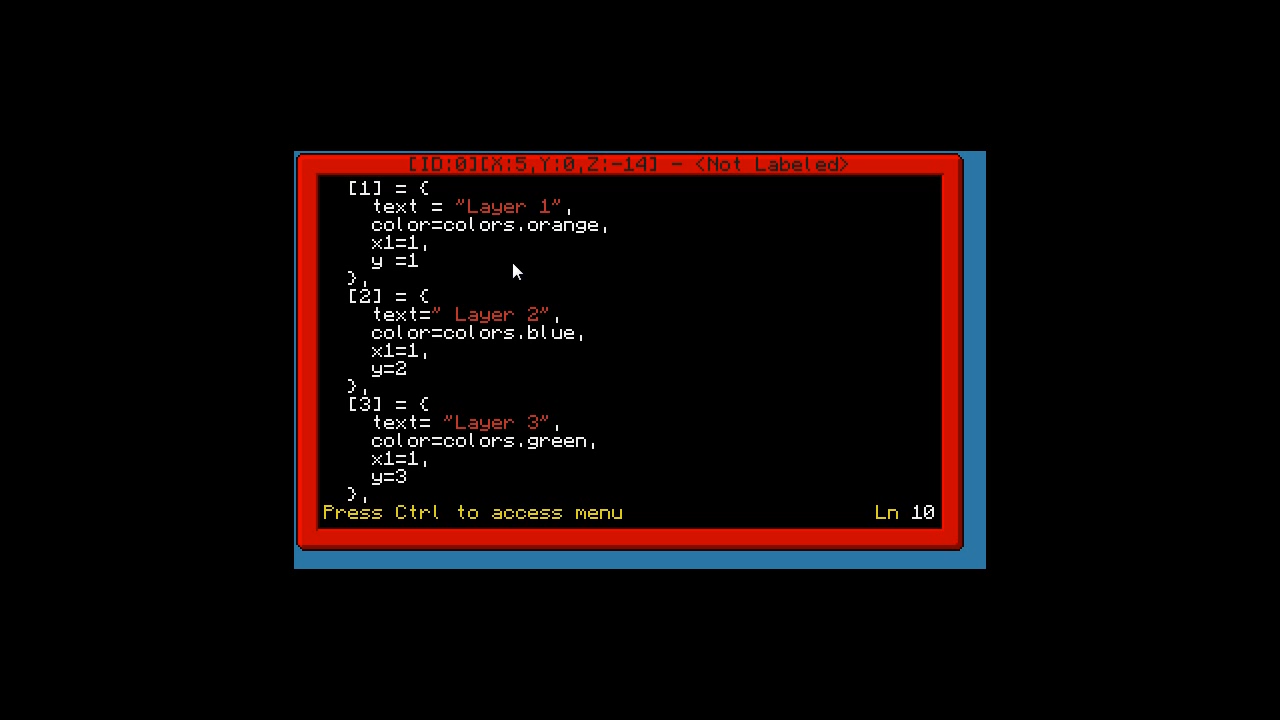 [ID:0][X:5,Y:0,Z:-14] - <Not Labeled>
[1] = {
text = "Layer 1",
color=colors.orange,
x1=1,
y =1
},
[2] = {
text=" Layer 2",
color=colors.blue,
x1=1,
y=2
},
[3] = {
text= "Layer 3",
color=colors.green,
x1=1,
y=3
},
Press Ctrl to access menu Ln 10